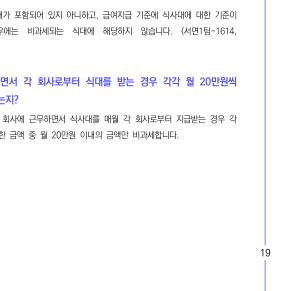 대가 포함되어 있지 아니하고, 급여지급 기준에 식사대에 대한 기준이
우에는 비과세되는 식대에 해당하지 않습니다. (서면1팀-1614,
면서 각 회사로부터 식대를 받는 경우 각각 월 20만원씩
는지?
회사에 근무하면서 식사대를 매월 각 회사로부터 지급받는 경우 각
한 금액 중 월 20만원 이내의 금액만 비과세합니다.
19